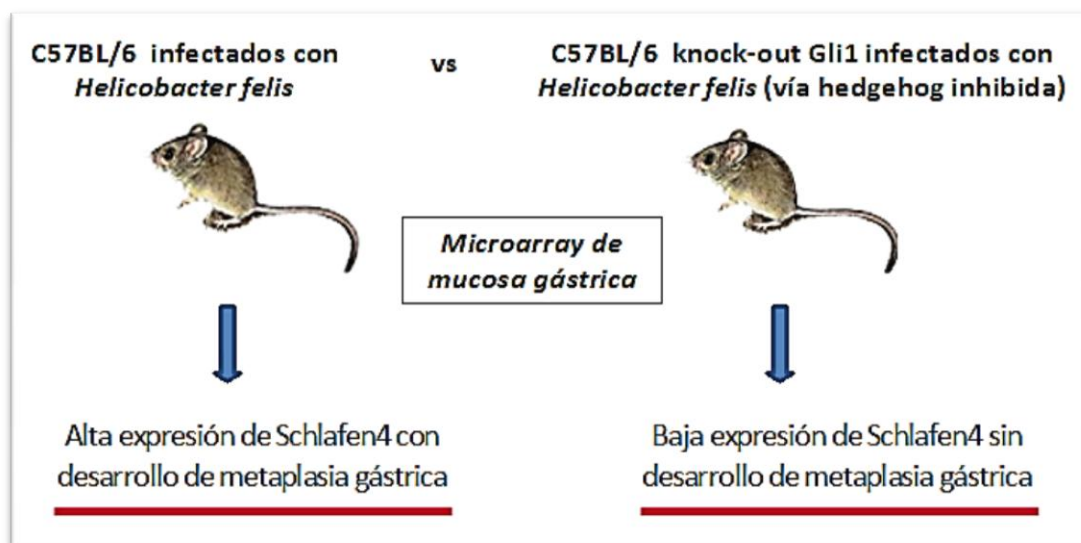 C57BL/6 infectados con
Helicobacter felis
vs
C57BL/6 knock-out Gli1 infectados con
Helicobacter felis (vía hedgehog inhibida)
Microarray de
mucosa gástrica
Alta expresión de Schlafen4 con
desarrollo de metaplasia gástrica
Baja expresión de Schlafen4 sin
desarrollo de metaplasia gástrica